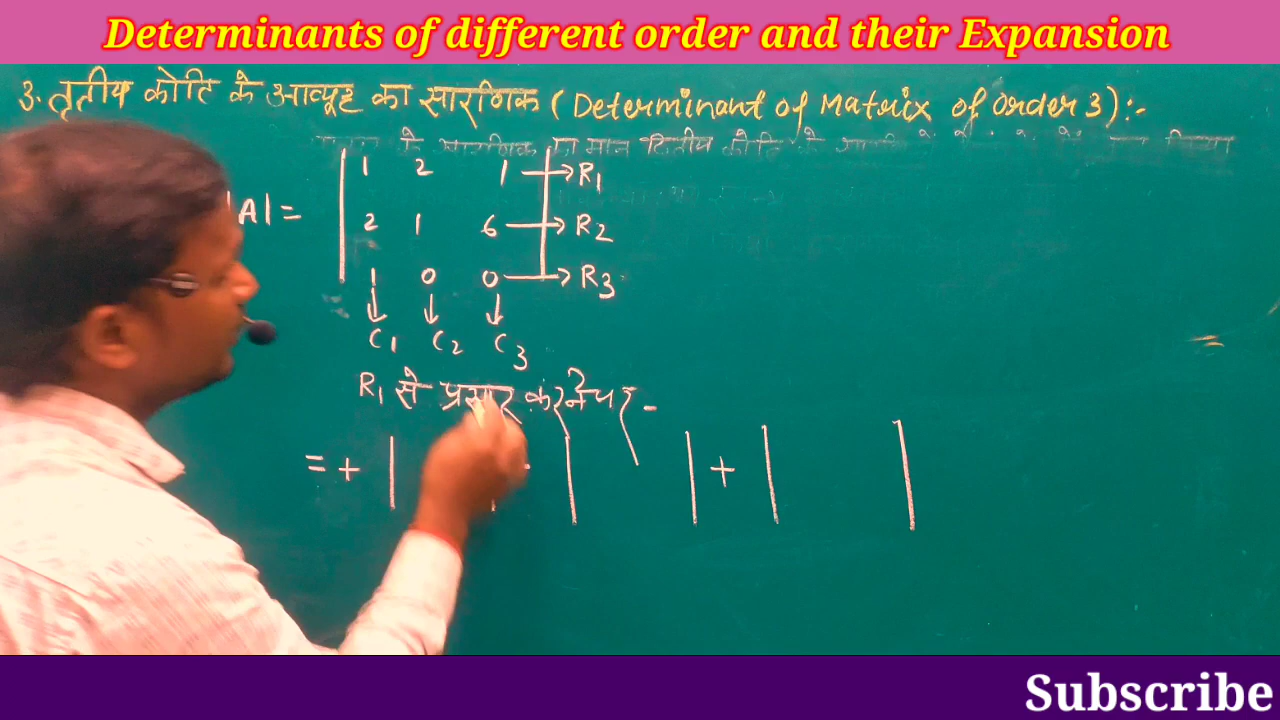 Determinants of different order and their Expansion
3. तृतीय कोटि के आव्यूह का सारणिक (Determinant of Matrix of order 3):-
के सारणिक का मान द्वितीय कोटि के
1 2 1 → R1
|A| =
2 1 6 → R2
1 0 0 → R3
↓ ↓ ↓
C1 C2 C3
R1 से प्रसार करने पर -
= + | | - | | + | |
=
Subscribe